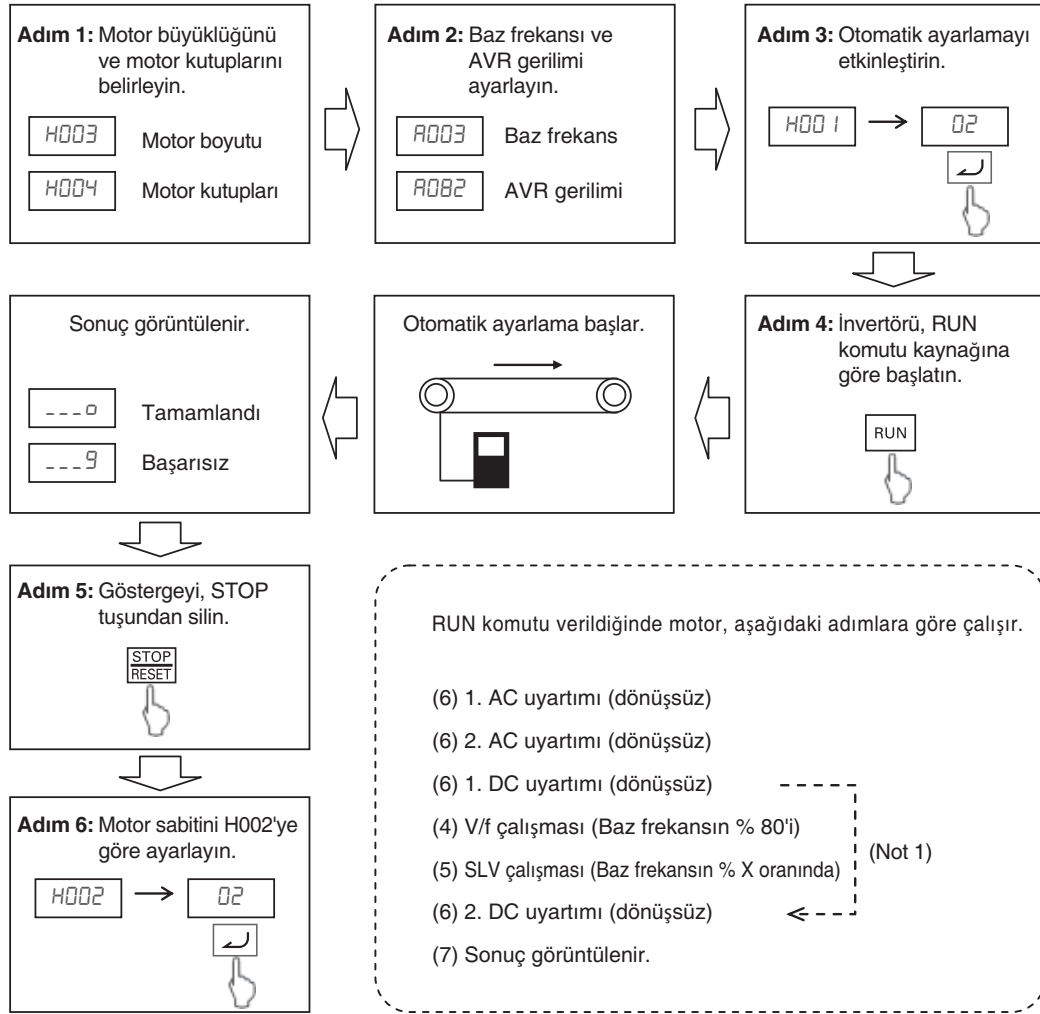 Adım 1: Motor büyüklüğünü
ve motor kutuplarını
belirleyin.
H003 Motor boyutu
H004 Motor kutupları
Adım 2: Baz frekansı ve
AVR gerilimi
ayarlayın.
A003 Baz frekans
A082 AVR gerilimi
Adım 3: Otomatik ayarlamayı
etkinleştirin.
H001 → 02
Adım 4: İnvertörü, RUN
komutu kaynağına
göre başlatın.
RUN
Otomatik ayarlama başlar.
Sonuç görüntülenir.
___o Tamamlandı
___9 Başarısız
Adım 5: Göstergeyi, STOP
tuşundan silin.
STOP
RESET
Adım 6: Motor sabitini H002'ye
göre ayarlayın.
H002 → 02
RUN komutu verildiğinde motor, aşağıdaki adımlara göre çalışır.
(6) 1. AC uyartımı (dönüşsüz)
(6) 2. AC uyartımı (dönüşsüz)
(6) 1. DC uyartımı (dönüşsüz)
(4) V/f çalışması (Baz frekansın % 80'i)
(5) SLV çalışması (Baz frekansın % X oranında)
(6) 2. DC uyartımı (dönüşsüz)
(7) Sonuç görüntülenir.
(Not 1)